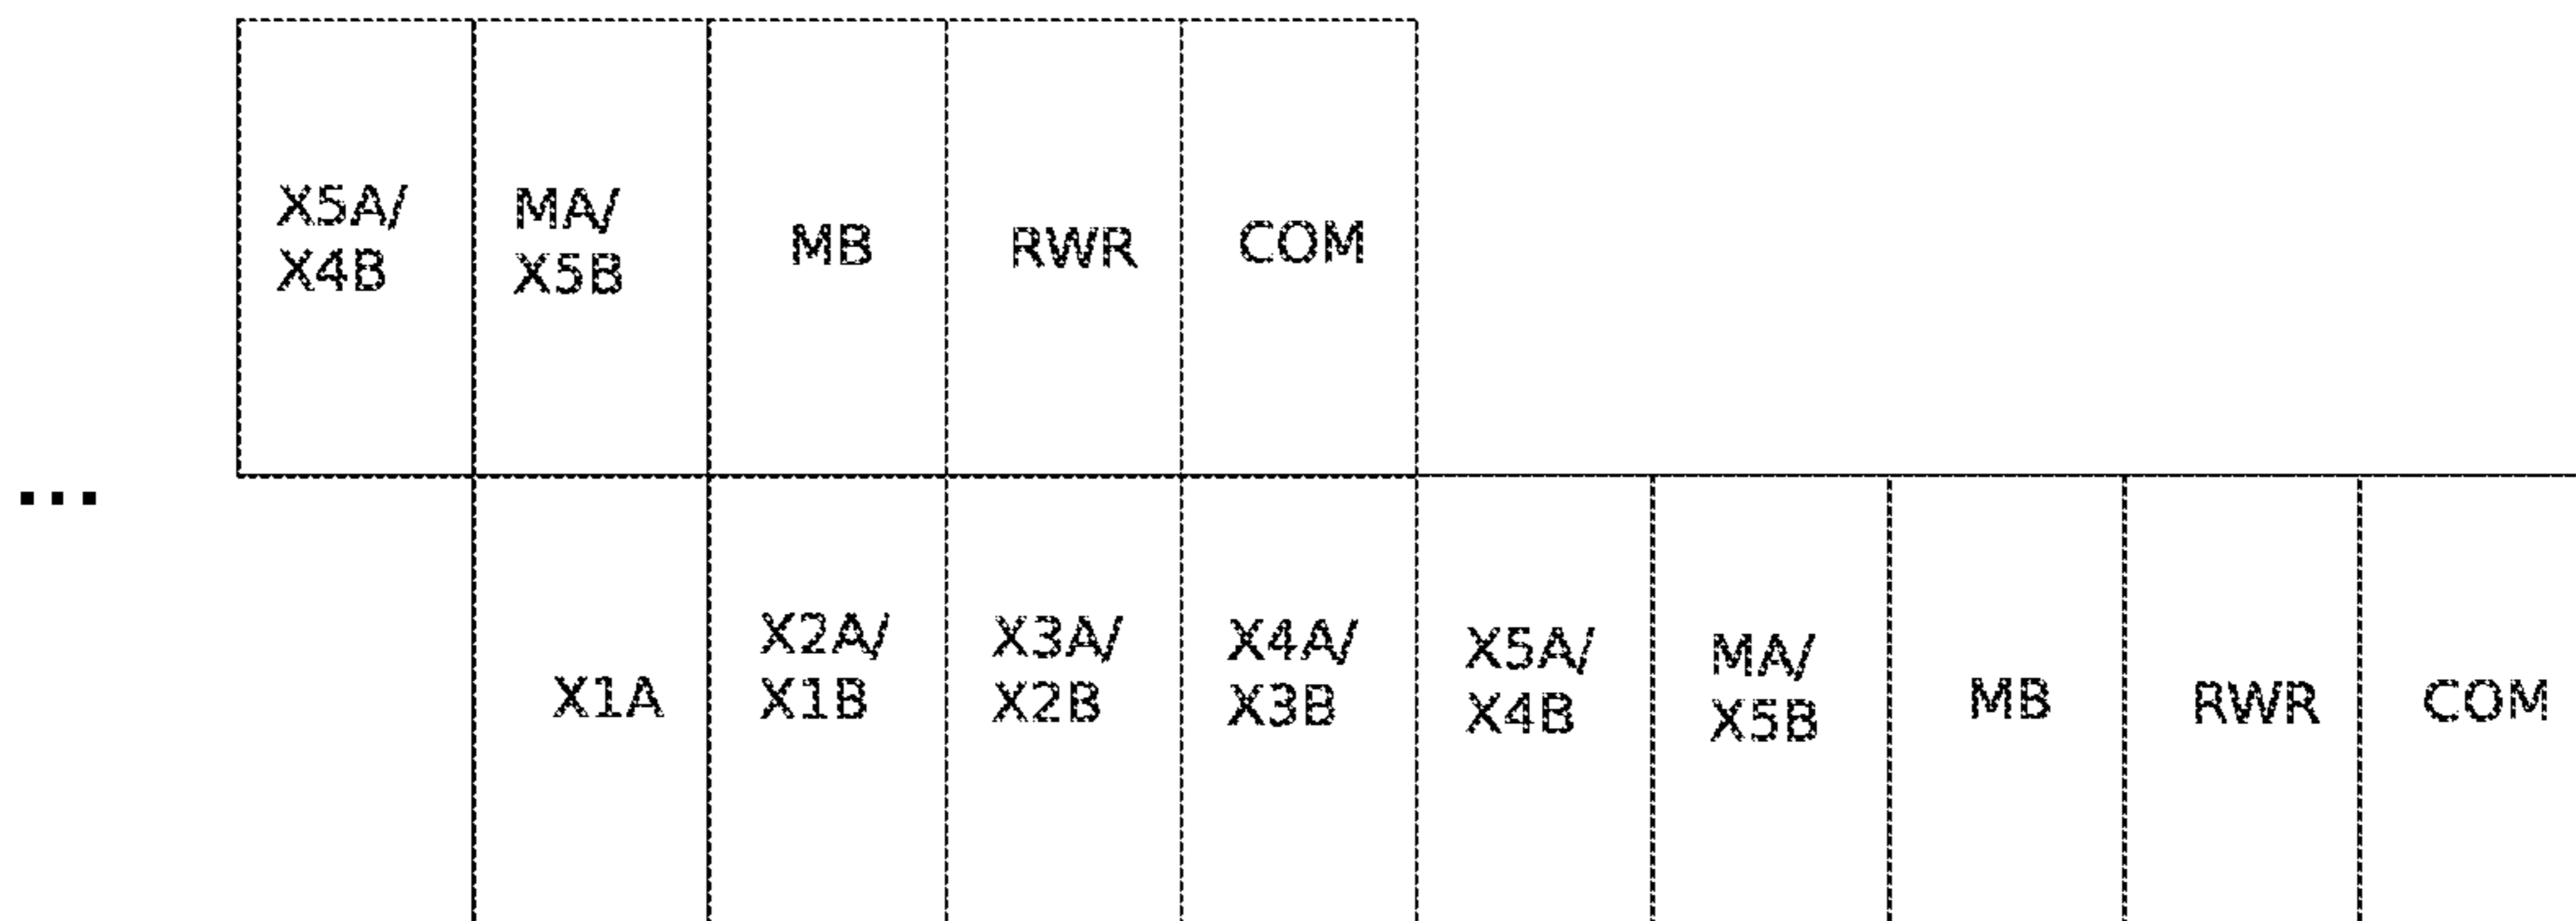 X5A/
X4B
MA/
X5B
MB
RWR
COM
...
X1A
X2A/
X1B
X3A/
X2B
X4A/
X3B
X5A/
X4B
MA/
X5B
MB
RWR
COM